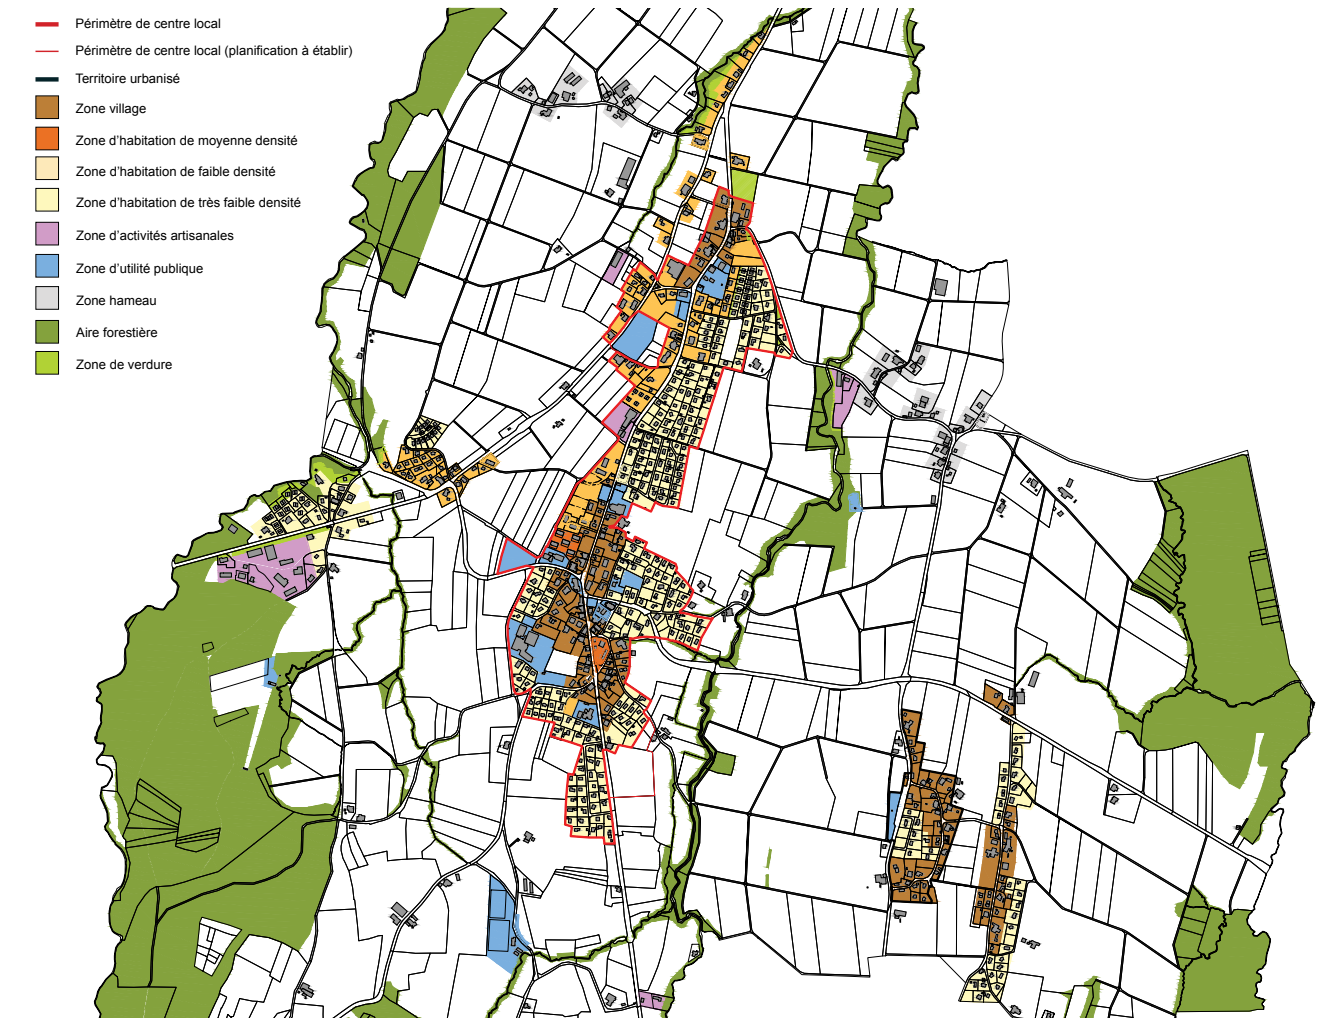 Périmètre de centre local
Périmètre de centre local (planification à établir)
Territoire urbanisé
Zone village
Zone d'habitation de moyenne densité
Zone d'habitation de faible densité
Zone d'habitation de très faible densité
Zone d'activités artisanales
Zone d'utilité publique
Zone hameau
Aire forestière
Zone de verdure